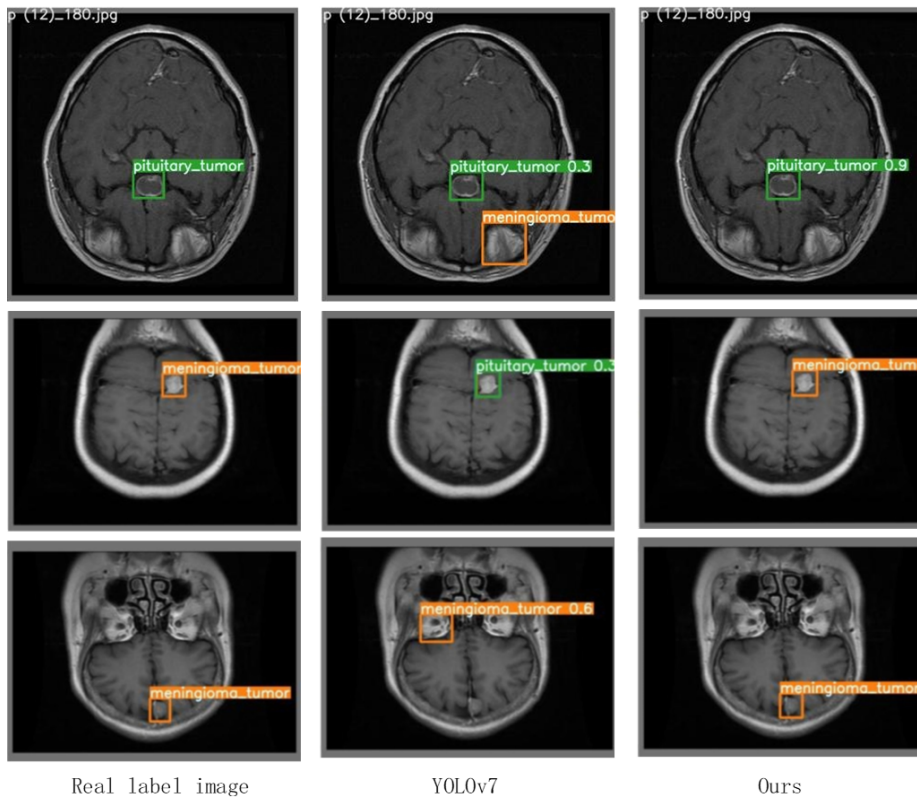 p (12)_180.jpg
p (12)_180.jpg
p (12)_180.jpg
pituitary_tumor
pituitary_tumor 0.3
meningioma_tumo
pituitary_tumor 0.9
meningioma_tumor
pituitary_tumor 0.3
meningioma_tumo
meningioma_tumor
meningioma_tumor 0.6
meningioma_tumor
Real label image
YOLOv7
Ours